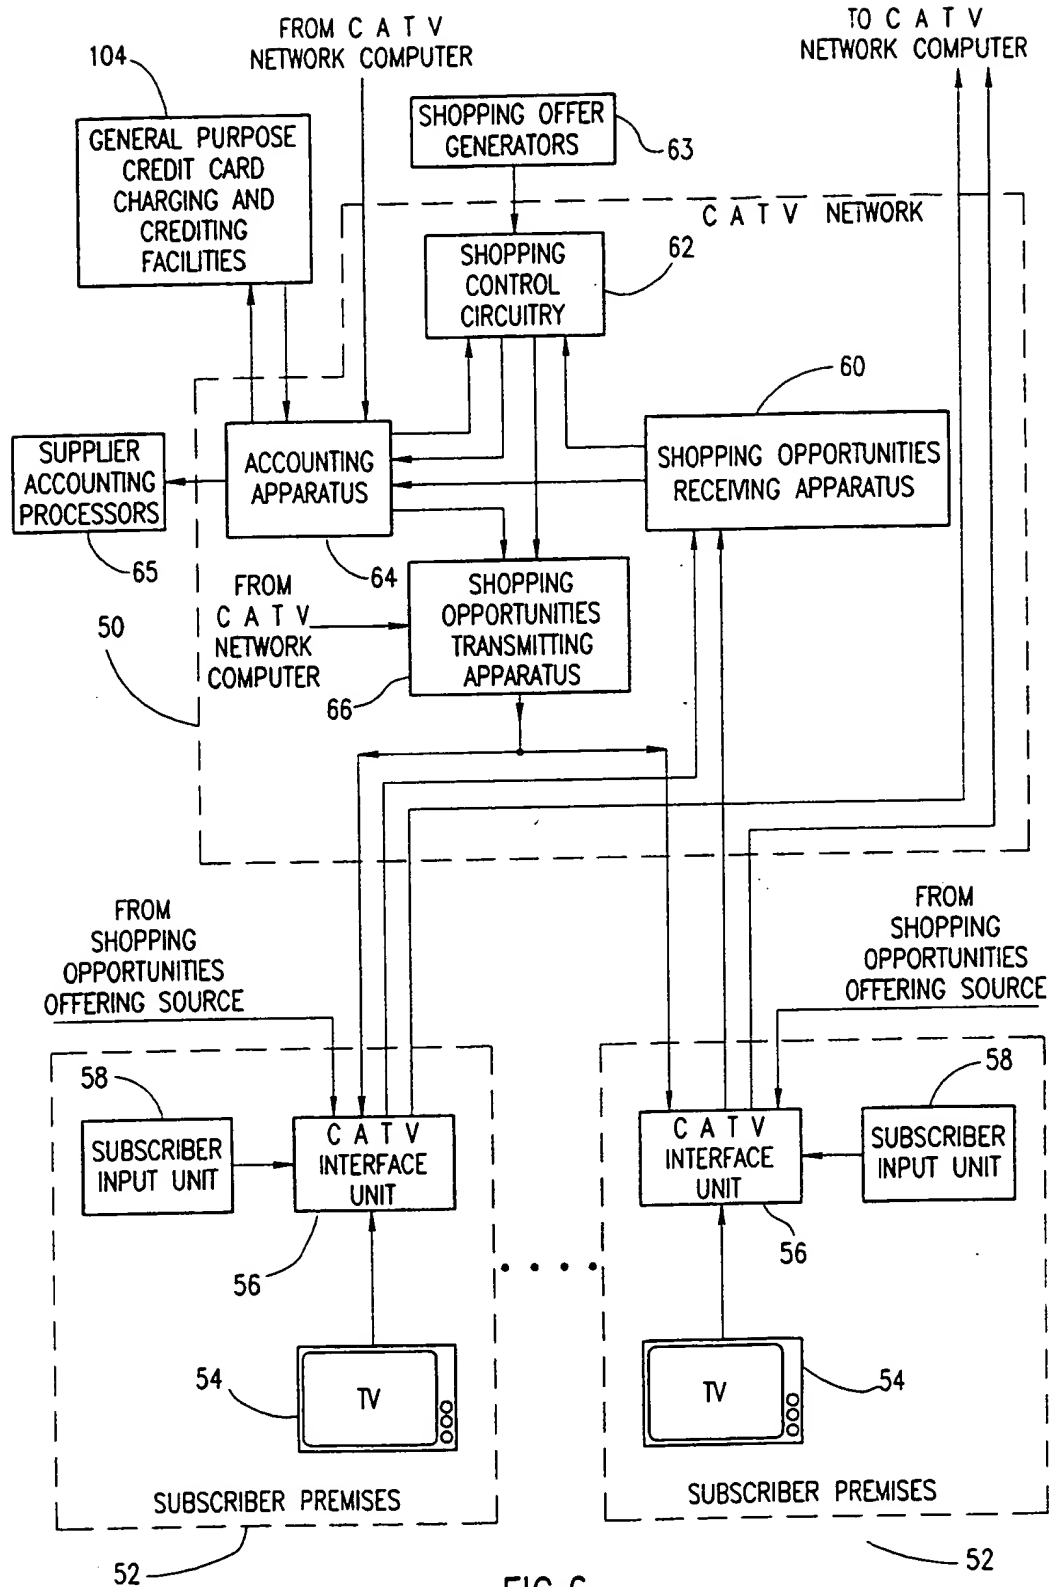 FROM C A T V
NETWORK COMPUTER
TO C A T V
NETWORK COMPUTER
104
SHOPPING OFFER
GENERATORS
63
GENERAL PURPOSE
CREDIT CARD
CHARGING AND
CREDITING
FACILITIES
C A T V NETWORK
SHOPPING
CONTROL
CIRCUITRY
62
60
SUPPLIER
ACCOUNTING
PROCESSORS
65
ACCOUNTING
APPARATUS
64
SHOPPING OPPORTUNITIES
RECEIVING APPARATUS
50
FROM
C A T V
NETWORK
COMPUTER
SHOPPING
OPPORTUNITIES
TRANSMITTING
APPARATUS
66
FROM
SHOPPING
OPPORTUNITIES
OFFERING SOURCE
FROM
SHOPPING
OPPORTUNITIES
OFFERING SOURCE
58
SUBSCRIBER
INPUT UNIT
C A T V
INTERFACE
UNIT
56
54
TV
SUBSCRIBER PREMISES
52
C A T V
INTERFACE
UNIT
56
58
SUBSCRIBER
INPUT UNIT
TV
54
SUBSCRIBER PREMISES
52
FIG.6